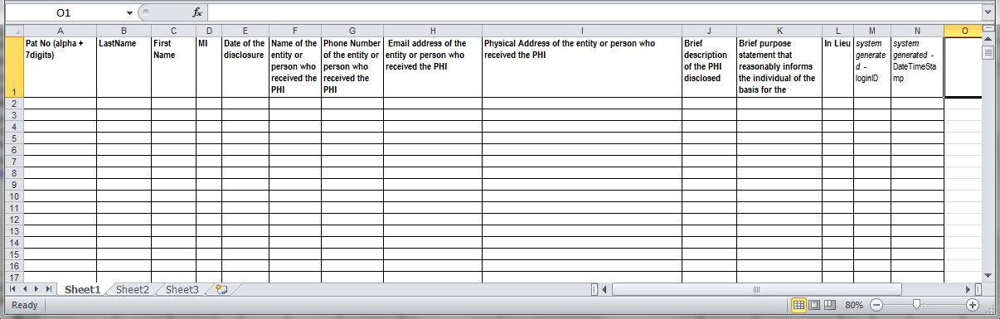 O1 fx
A B C D E F G H I J K L M N O
1
Pat No (alpha +
7digits)
LastName
First
Name
MI
Date of the
disclosure
Name of the
entity or
person who
received the
PHI
Phone Number
of the entity or
person who
received the
PHI
Email address of the
entity or person who
received the PHI
Physical Address of the entity or person who
received the PHI
Brief
description
of the PHI
disclosed
Brief purpose
statement that
reasonably informs
the individual of the
basis for the
In Lieu
system
generate
d -
loginID
system
generated -
DateTimeSta
mp
2
3
4
5
6
7
8
9
10
11
12
13
14
15
16
17
Sheet1 Sheet2 Sheet3
Ready 80%